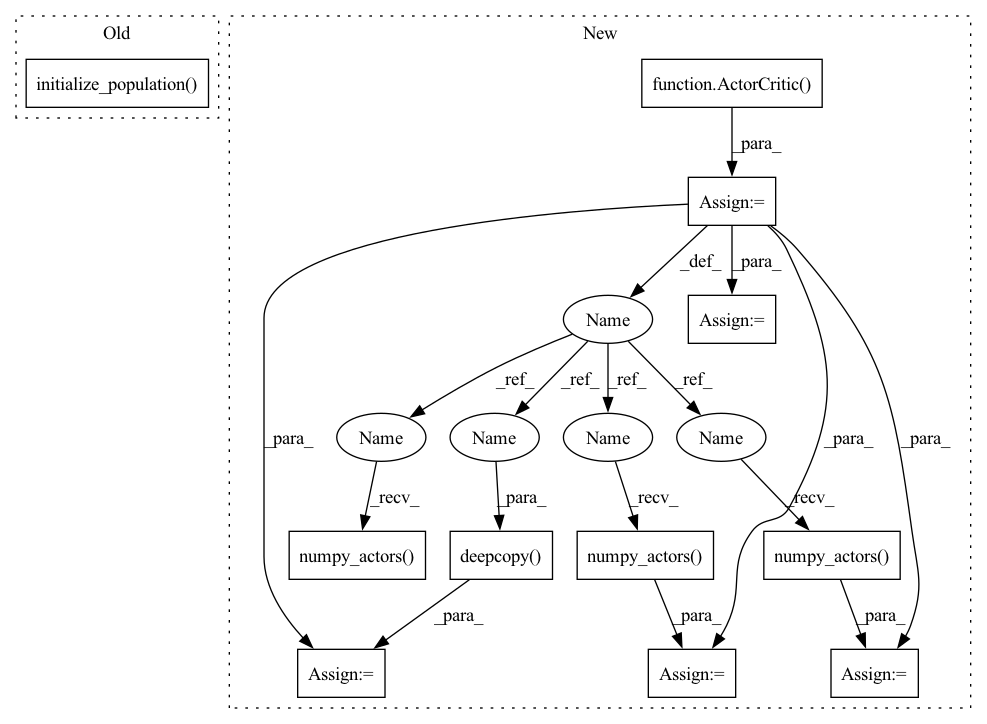 Old
New
initialize_population()
function.ActorCritic()
_para_
Assign:=
_def_
_para_
Name
Assign:=
_ref_
_ref_
_ref_
_ref_
_para_
Name
Name
Name
Name
_para_
_para_
_recv_
_para_
_recv_
_recv_
numpy_actors()
deepcopy()
numpy_actors()
numpy_actors()
_para_
_para_
_para_
Assign:=
Assign:=
Assign:=